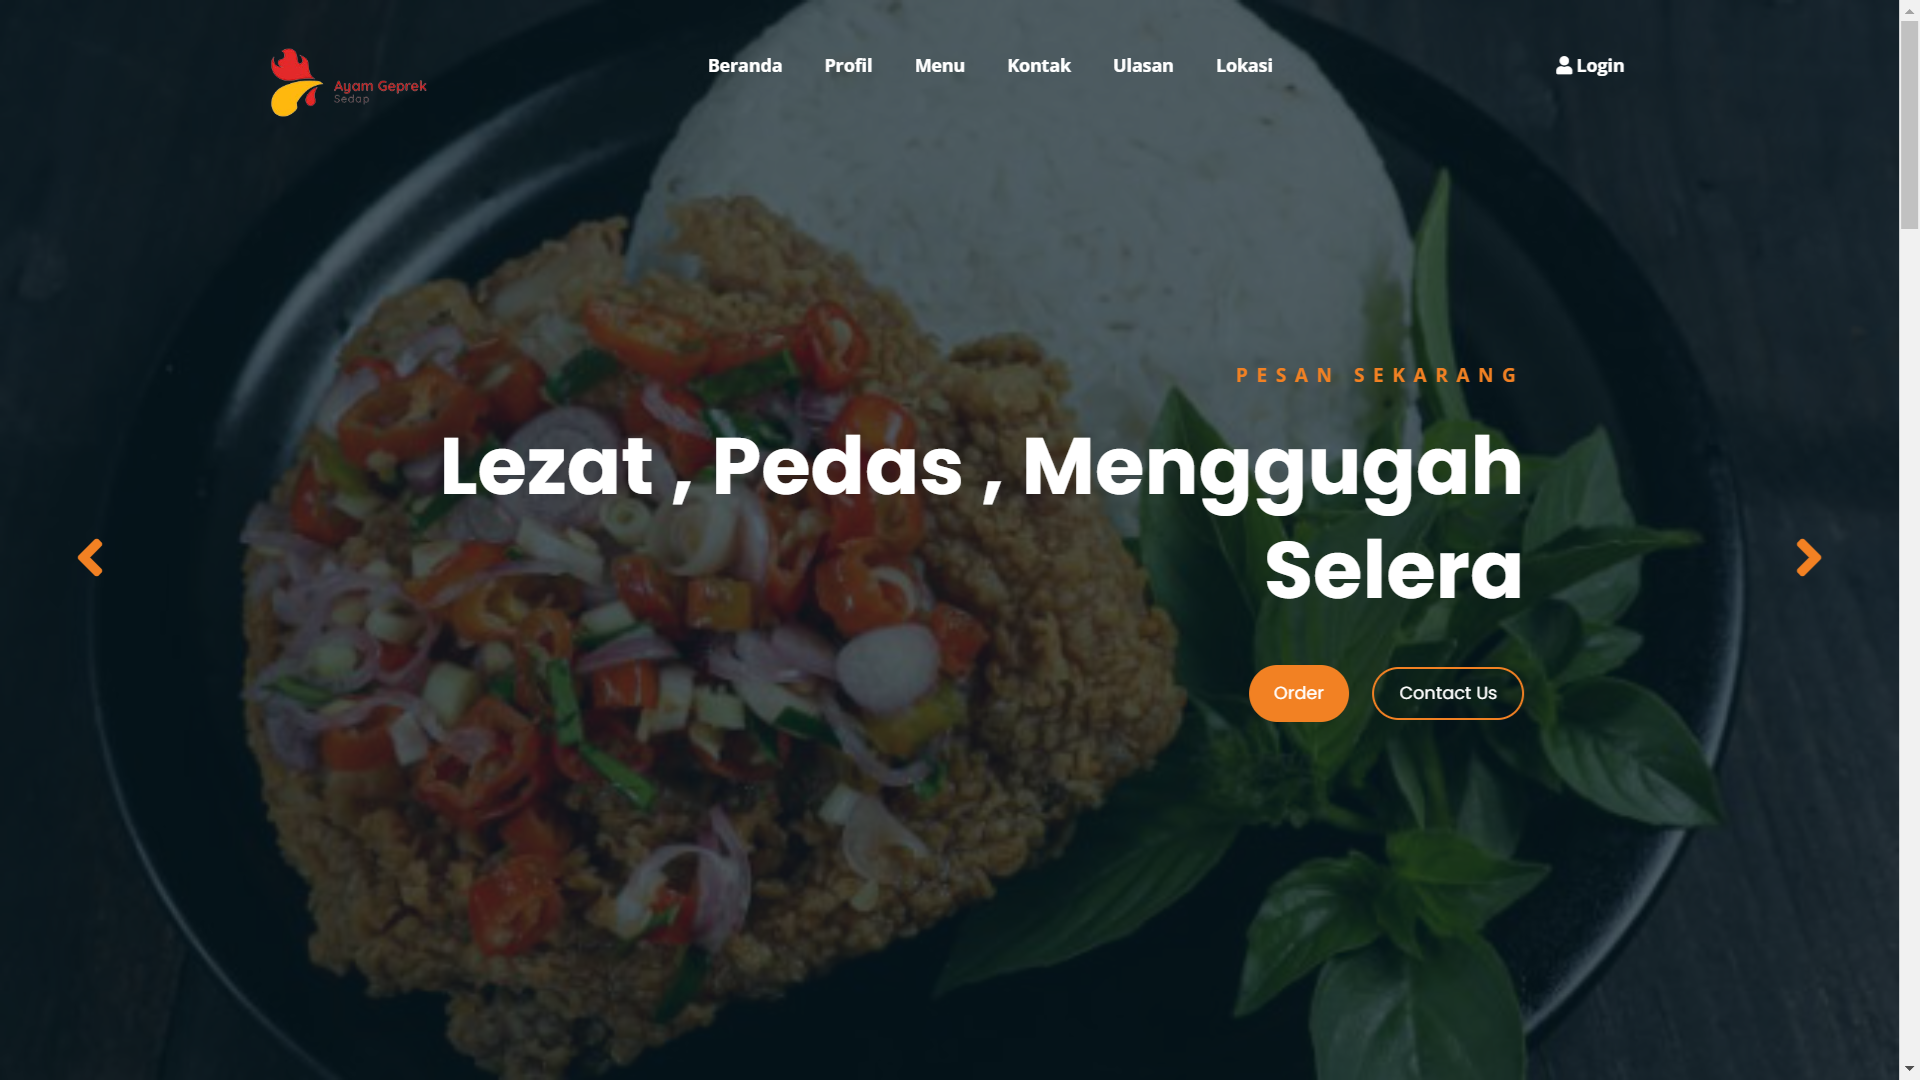 Ayam Geprek
Sedap
Beranda
Profil
Menu
Kontak
Ulasan
Lokasi
Login
PESAN SEKARANG
Lezat , Pedas , Menggugah
Selera
Order
Contact Us